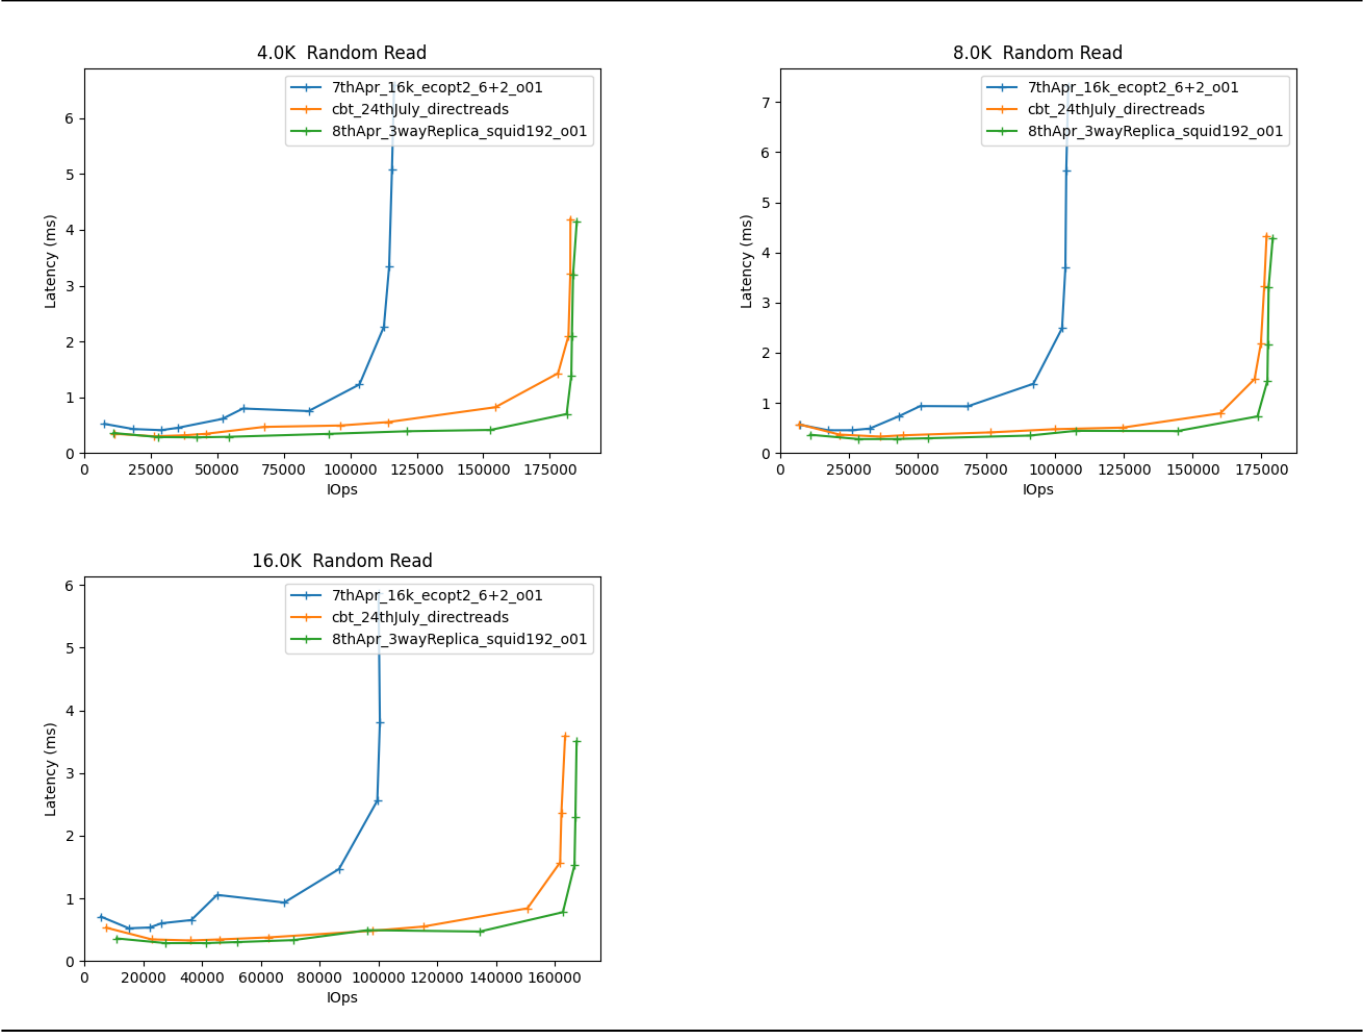 4.0K  Random Read
7thApr_16k_ecopt2_6+2_o01
cbt_24thJuly_directreads
8thApr_3wayReplica_squid192_o01
Latency (ms)
6
5
4
3
2
1
0
0 25000 50000 75000 100000 125000 150000 175000
IOps
8.0K  Random Read
7thApr_16k_ecopt2_6+2_o01
cbt_24thJuly_directreads
8thApr_3wayReplica_squid192_o01
Latency (ms)
7
6
5
4
3
2
1
0
0 25000 50000 75000 100000 125000 150000 175000
IOps
16.0K  Random Read
7thApr_16k_ecopt2_6+2_o01
cbt_24thJuly_directreads
8thApr_3wayReplica_squid192_o01
Latency (ms)
6
5
4
3
2
1
0
0 20000 40000 60000 80000 100000 120000 140000 160000
IOps